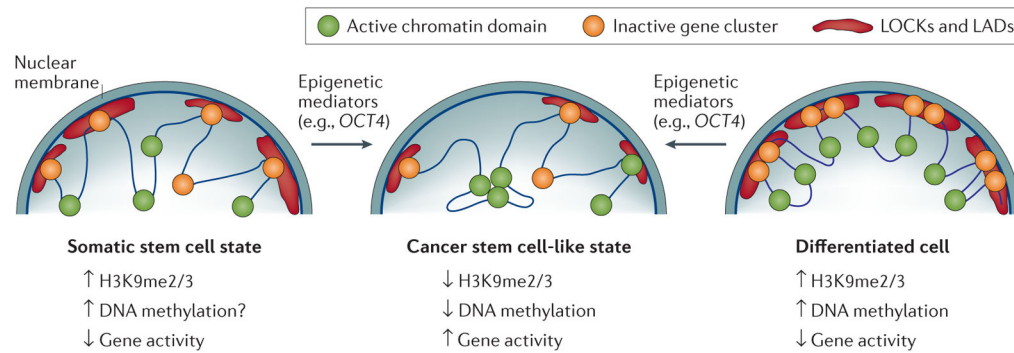 Active chromatin domain
Inactive gene cluster
LOCKs and LADs
Nuclear
membrane
Epigenetic
mediators
(e.g., OCT4)
Epigenetic
mediators
(e.g., OCT4)
Somatic stem cell state
↑ H3K9me2/3
↑ DNA methylation?
↓ Gene activity
Cancer stem cell-like state
↓ H3K9me2/3
↓ DNA methylation
↑ Gene activity
Differentiated cell
↑ H3K9me2/3
↑ DNA methylation
↓ Gene activity